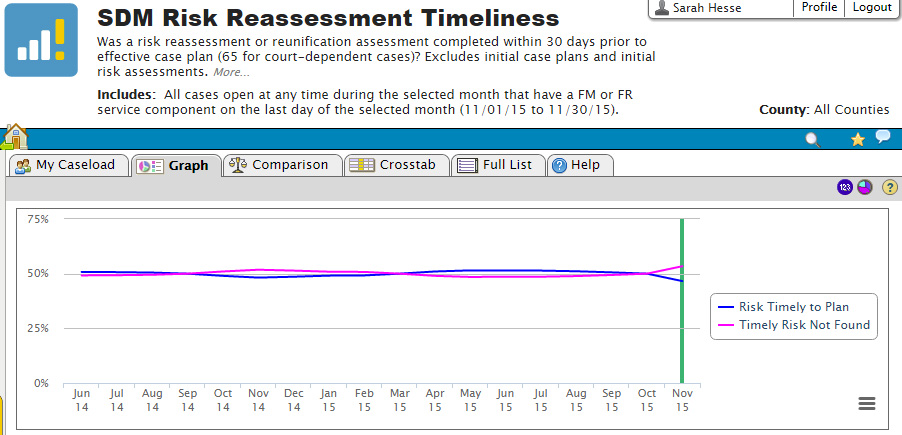 Sarah Hesse
Profile
Logout
SDM Risk Reassessment Timeliness
Was a risk reassessment or reunification assessment completed within 30 days prior to
effective case plan (65 for court-dependent cases)? Excludes initial case plans and initial
risk assessments. More...
Includes: All cases open at any time during the selected month that have a FM or FR
service component on the last day of the selected month (11/01/15 to 11/30/15).
County: All Counties
My Caseload
Graph
Comparison
Crosstab
Full List
Help
123
75%
50%
25%
0%
Risk Timely to Plan
Timely Risk Not Found
Jun Jul Aug Sep Oct Nov Dec Jan Feb Mar Apr May Jun Jul Aug Sep Oct Nov
14 14 14 14 14 14 14 15 15 15 15 15 15 15 15 15 15 15